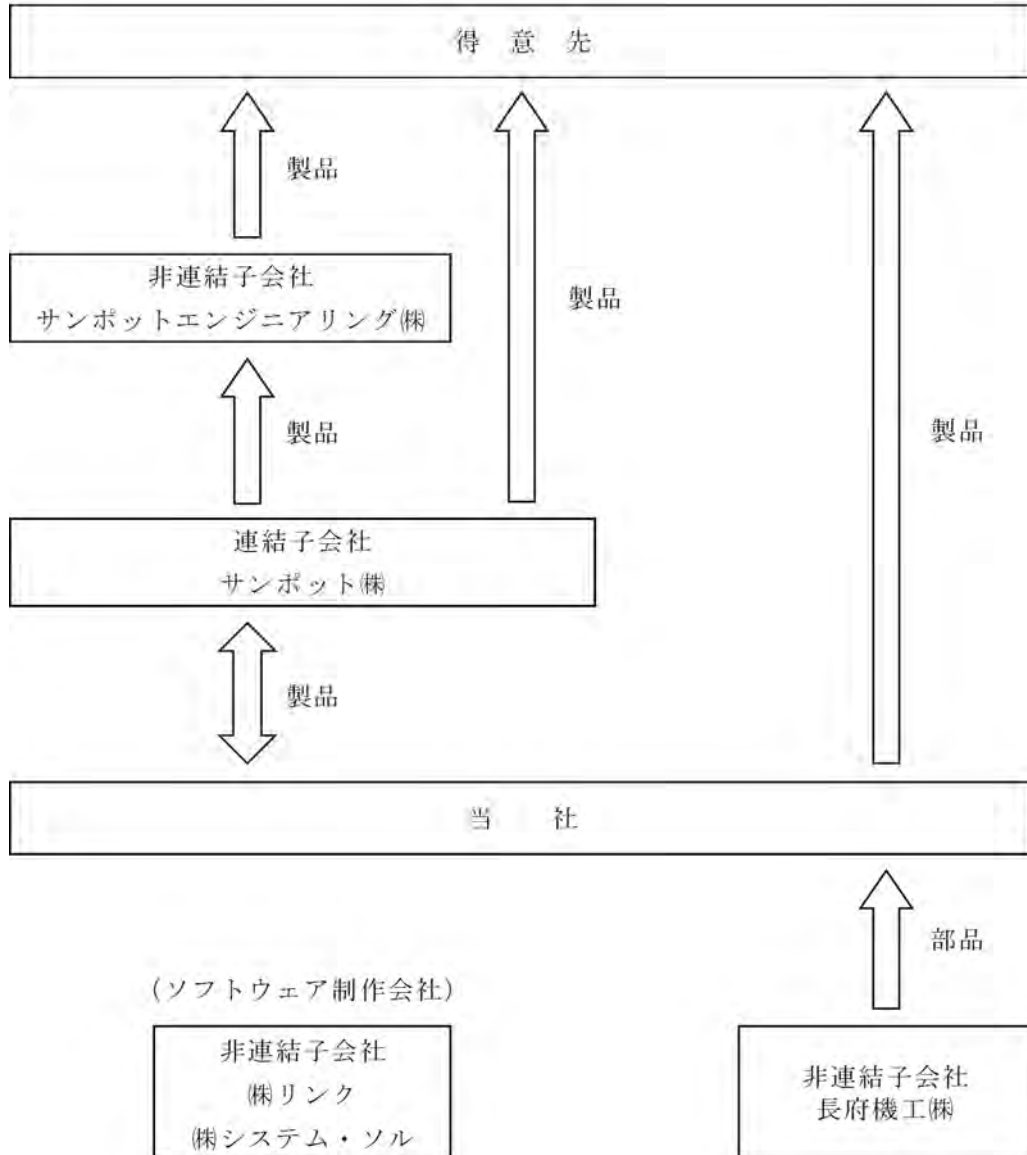 得意先
製品
非連結子会社
サンポットエンジニアリング㈱
製品
製品
製品
連結子会社
サンポット㈱
製品
当社
部品
(ソフトウェア制作会社)
非連結子会社
㈱リンク
㈱システム・ソル
非連結子会社
長府機工㈱